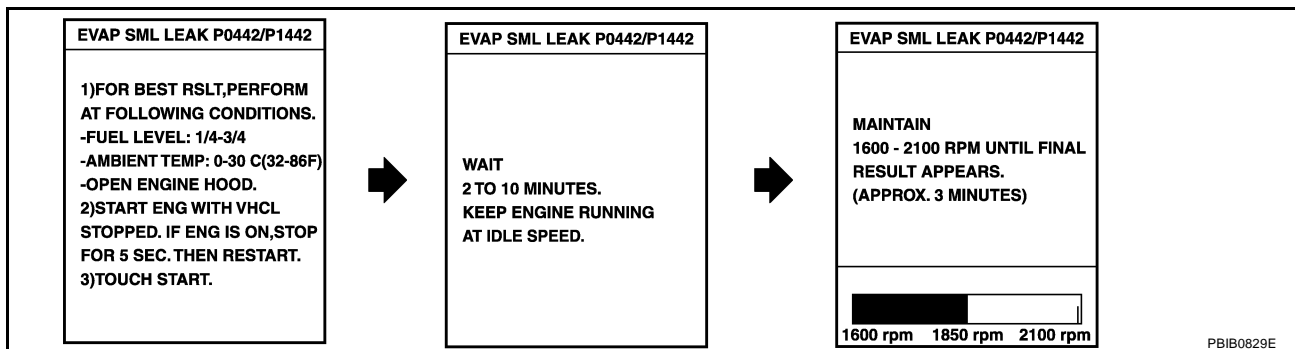 EVAP SML LEAK P0442/P1442
1)FOR BEST RSLT,PERFORM
AT FOLLOWING CONDITIONS.
-FUEL LEVEL: 1/4-3/4
-AMBIENT TEMP: 0-30 C(32-86F)
-OPEN ENGINE HOOD.
2)START ENG WITH VHCL
STOPPED. IF ENG IS ON,STOP
FOR 5 SEC. THEN RESTART.
3)TOUCH START.
EVAP SML LEAK P0442/P1442
WAIT
2 TO 10 MINUTES.
KEEP ENGINE RUNNING
AT IDLE SPEED.
EVAP SML LEAK P0442/P1442
MAINTAIN
1600 - 2100 RPM UNTIL FINAL
RESULT APPEARS.
(APPROX. 3 MINUTES)
1600 rpm 1850 rpm 2100 rpm
PBIB0829E